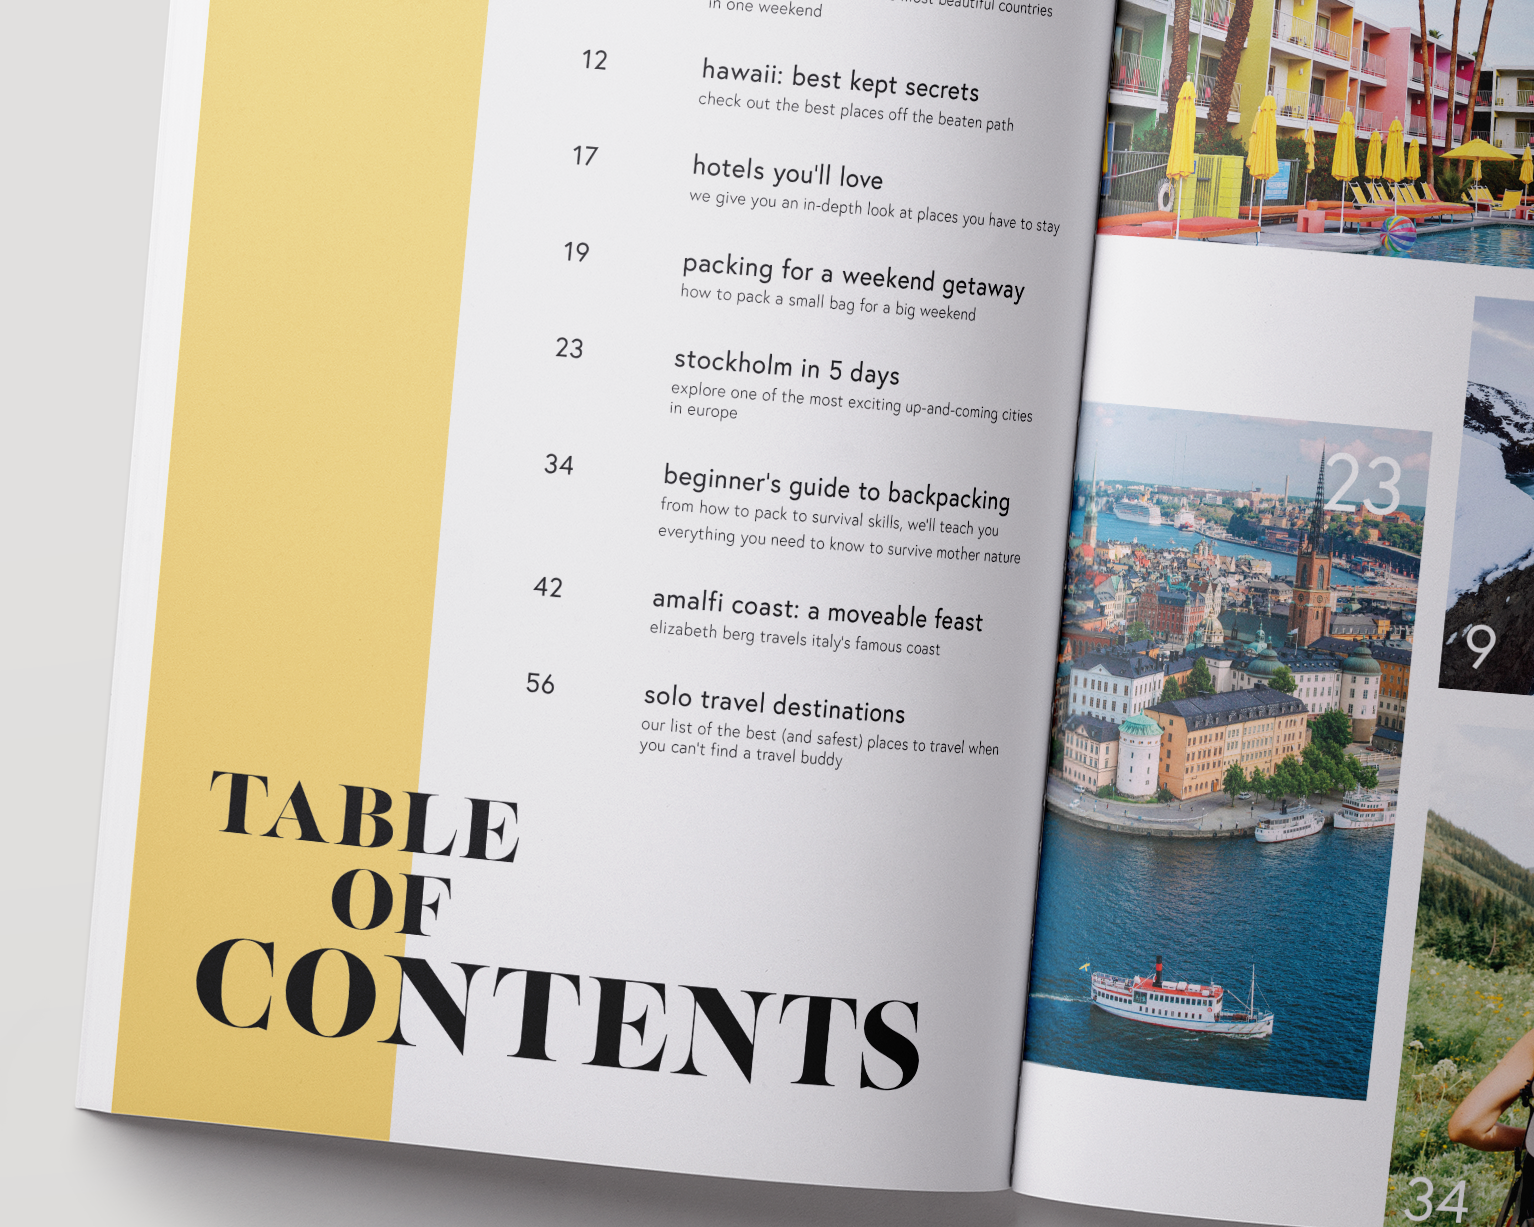 most beautiful countries
in one weekend
12
hawaii: best kept secrets
check out the best places off the beaten path
17
hotels you'll love
we give you an in-depth look at places you have to stay
19
packing for a weekend getaway
how to pack a small bag for a big weekend
23
stockholm in 5 days
explore one of the most exciting up-and-coming cities
in europe
34
beginner's guide to backpacking
from how to pack to survival skills, we'll teach you
everything you need to know to survive mother nature
42
amalfi coast: a moveable feast
elizabeth berg travels italy's famous coast
56
solo travel destinations
our list of the best (and safest) places to travel when
you can't find a travel buddy
TABLE
OF
CONTENTS
23
9
34